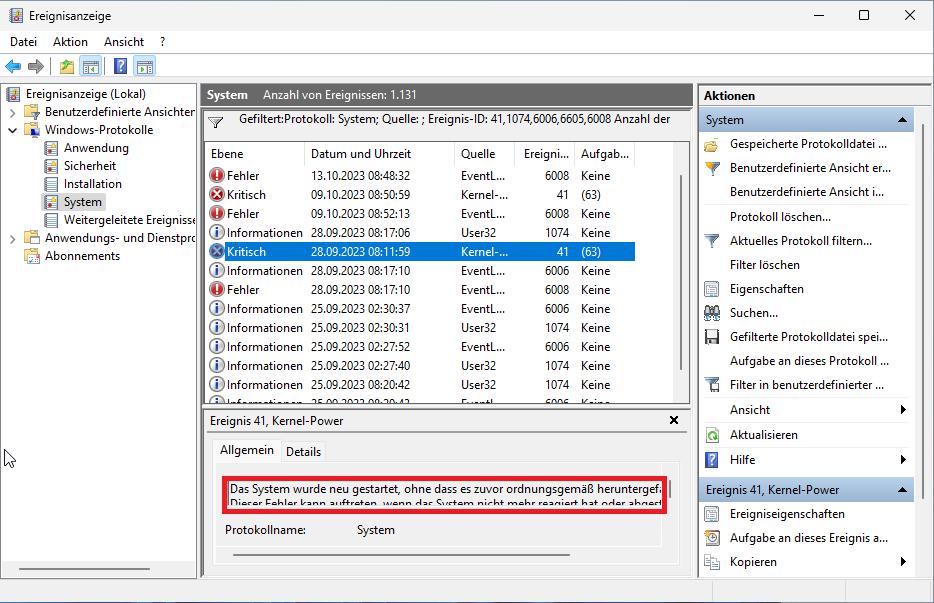 Ereignisanzeige
Datei Aktion Ansicht ?
Ereignisanzeige (Lokal)
Benutzerdefinierte Ansichten
Windows-Protokolle
Anwendung
Sicherheit
Installation
System
Weitergeleitete Ereignisse
Anwendungs- und Dienstpro
Abonnements
System Anzahl von Ereignissen: 1.131
Gefiltert:Protokoll: System; Quelle: ; Ereignis-ID: 41,1074,6006,6605,6008 Anzahl der
Ebene Datum und Uhrzeit Quelle Ereigni... Aufgab...
Fehler 13.10.2023 08:48:32 EventL... 6008 Keine
Kritisch 09.10.2023 08:50:59 Kernel-... 41 (63)
Fehler 09.10.2023 08:52:13 EventL... 6008 Keine
Informationen 28.09.2023 08:17:06 User32 1074 Keine
Kritisch 28.09.2023 08:11:59 Kernel-... 41 (63)
Informationen 28.09.2023 08:17:10 EventL... 6006 Keine
Fehler 28.09.2023 08:17:10 EventL... 6008 Keine
Informationen 25.09.2023 02:30:37 EventL... 6006 Keine
Informationen 25.09.2023 02:30:31 User32 1074 Keine
Informationen 25.09.2023 02:27:52 EventL... 6006 Keine
Informationen 25.09.2023 02:27:40 User32 1074 Keine
Informationen 25.09.2023 08:20:42 User32 1074 Keine
Ereignis 41, Kernel-Power
Allgemein Details
Das System wurde neu gestartet, ohne dass es zuvor ordnungsgemäß heruntergefa
Dieser Fehler kann auftreten, wenn das System nicht mehr reagiert hat oder abgest
Protokollname: System
Aktionen
System
Gespeicherte Protokolldatei ...
Benutzerdefinierte Ansicht er...
Benutzerdefinierte Ansicht i...
Protokoll löschen...
Aktuelles Protokoll filtern...
Filter löschen
Eigenschaften
Suchen...
Gefilterte Protokolldatei spei...
Aufgabe an dieses Protokoll ...
Filter in benutzerdefinierter ...
Ansicht
Aktualisieren
Hilfe
Ereignis 41, Kernel-Power
Ereigniseigenschaften
Aufgabe an dieses Ereignis a...
Kopieren